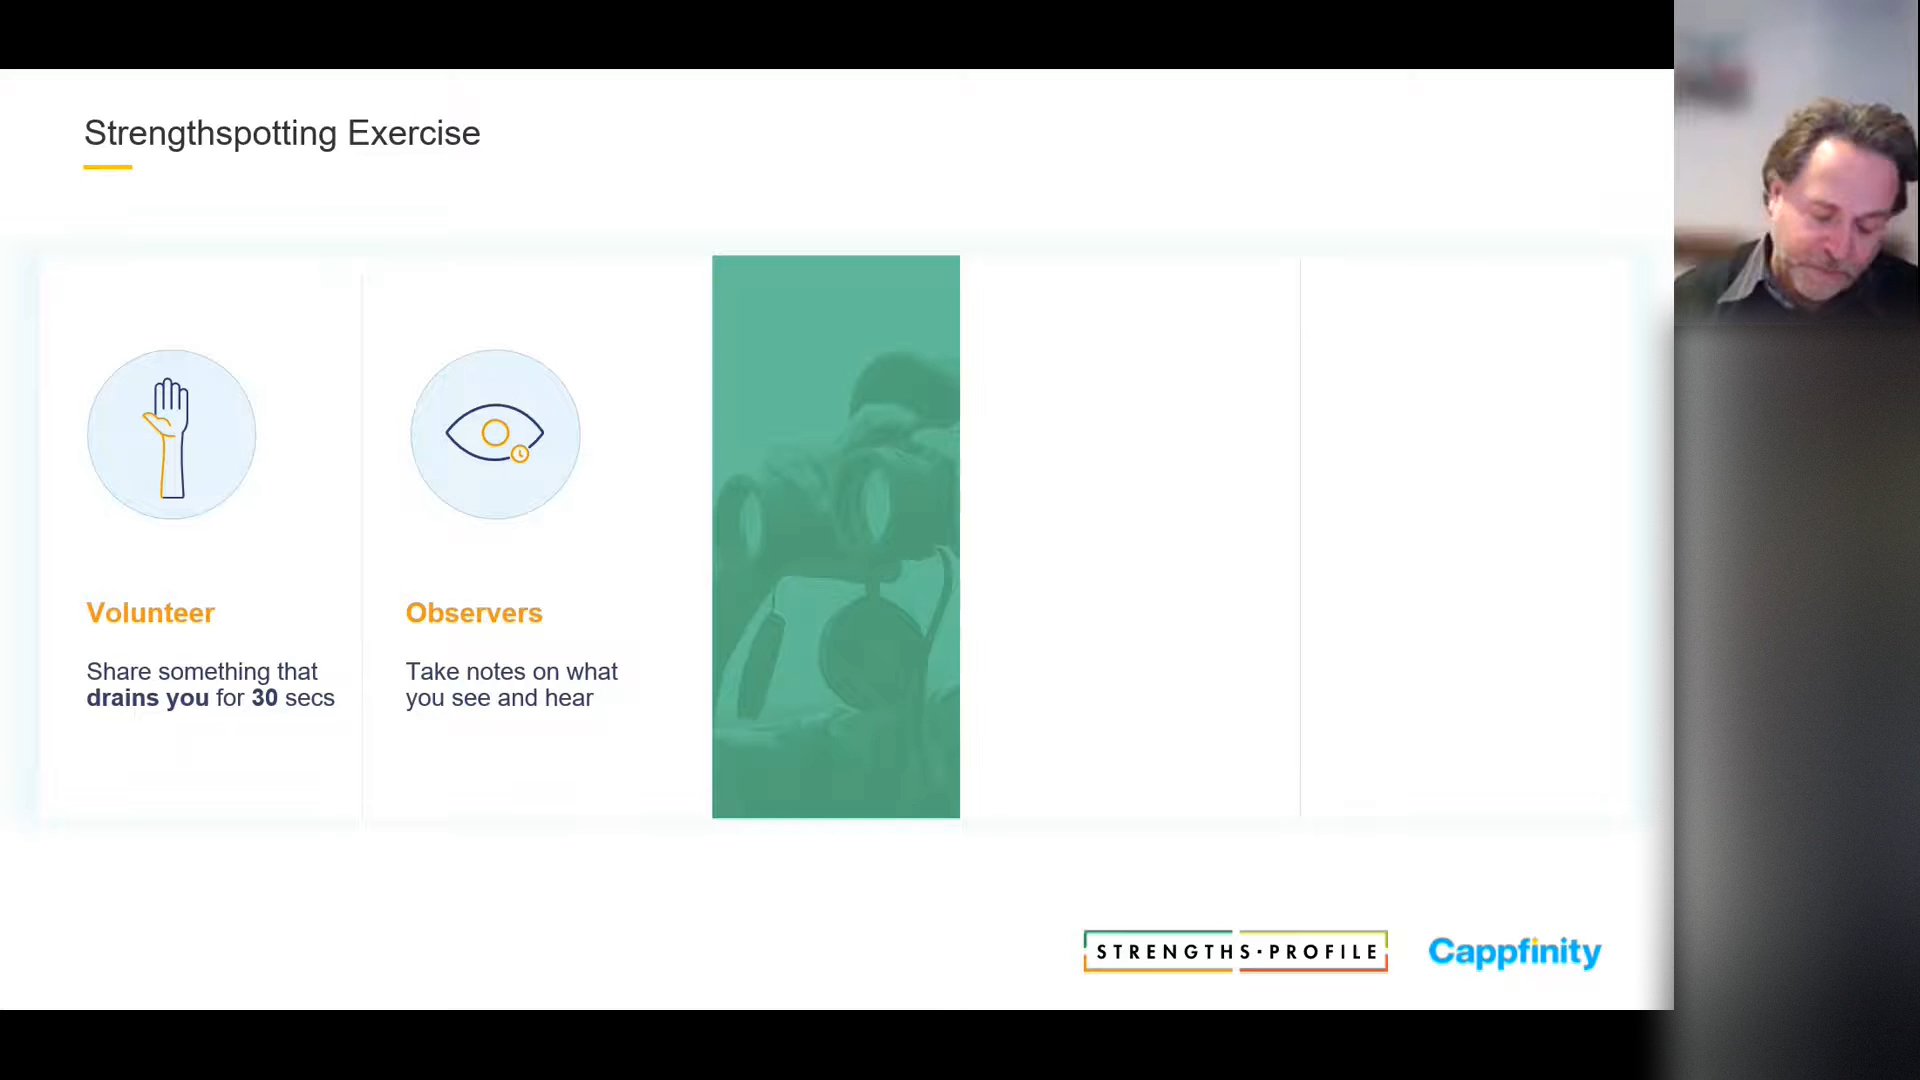 Strengthspotting Exercise
Volunteer
Share something that
drains you for 30 secs
Observers
Take notes on what
you see and hear
STRENGTHS·PROFILE
Cappfinity